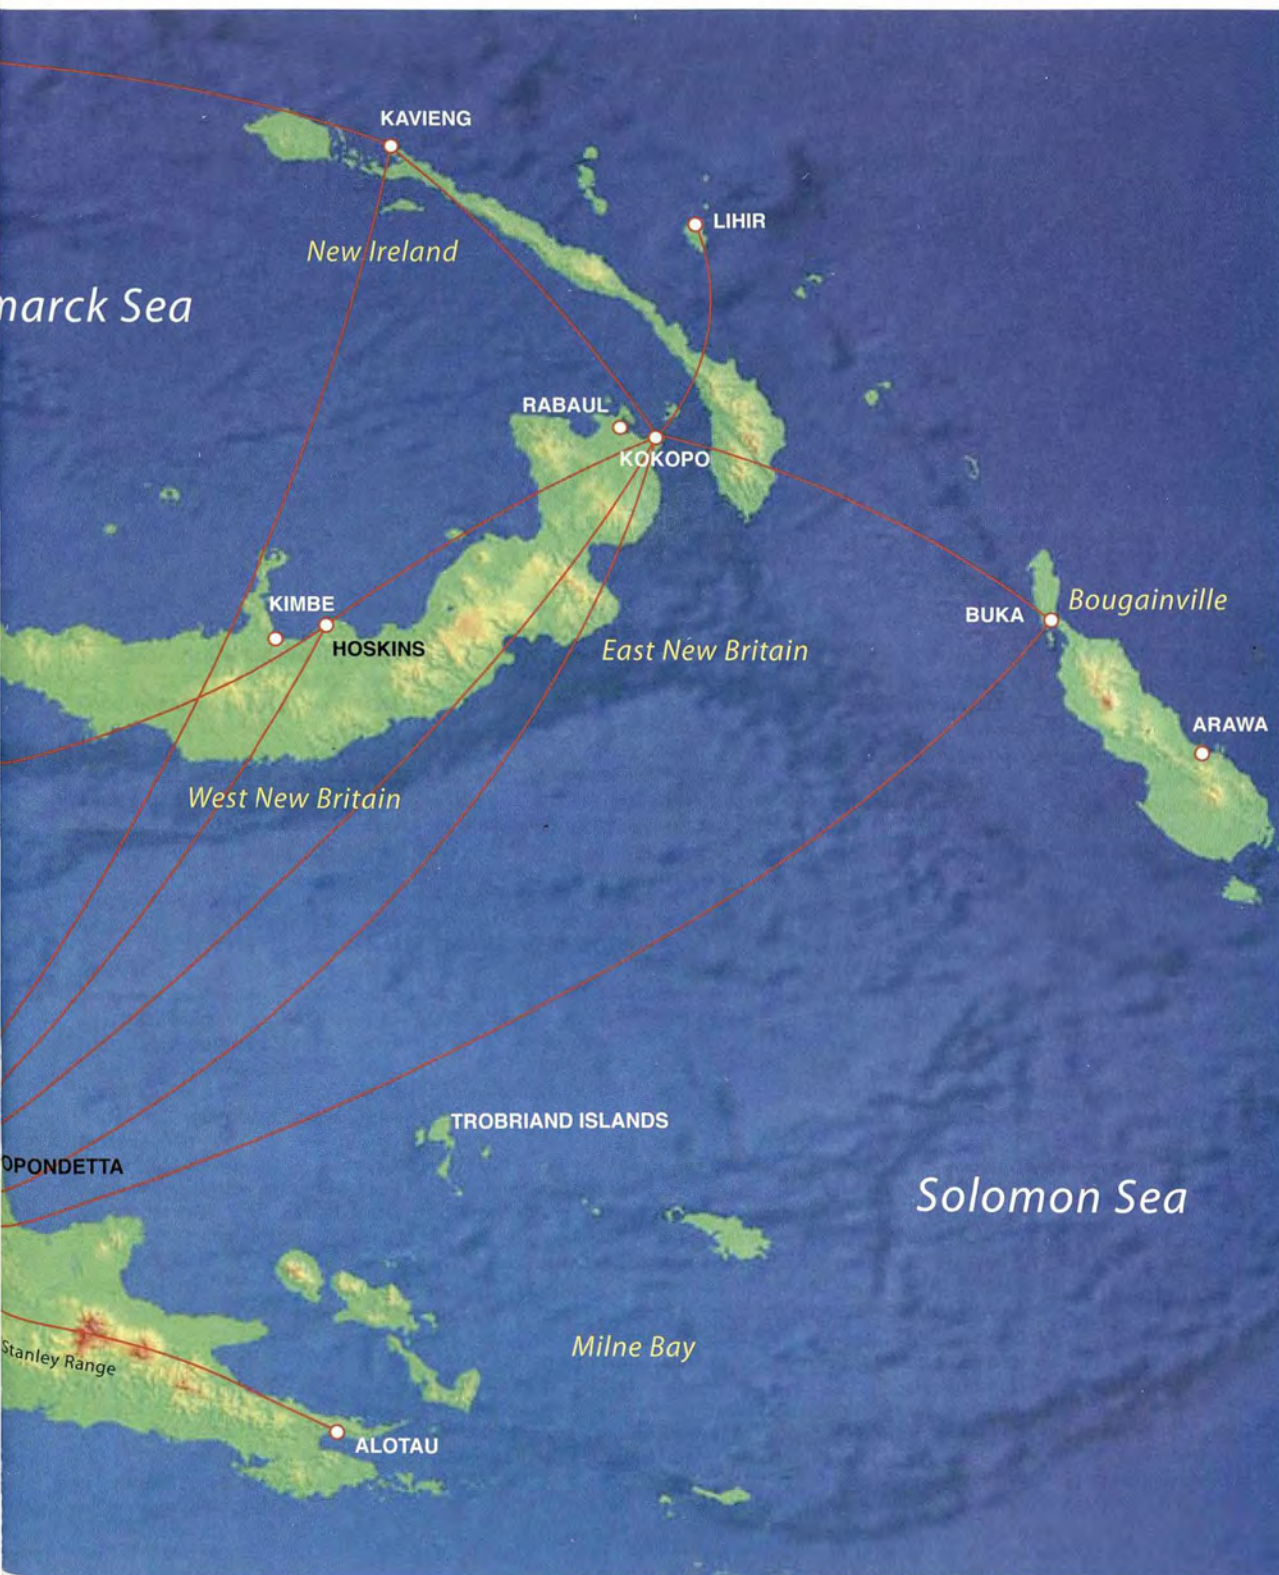 KAVIENG
LIHIR
New Ireland
marck Sea
RABAUL
KOKOPO
KIMBE
HOSKINS
Bougainville
BUKA
East New Britain
ARAWA
West New Britain
TROBRIAND ISLANDS
OPONDETTA
Solomon Sea
Milne Bay
Stanley Range
ALOTAU